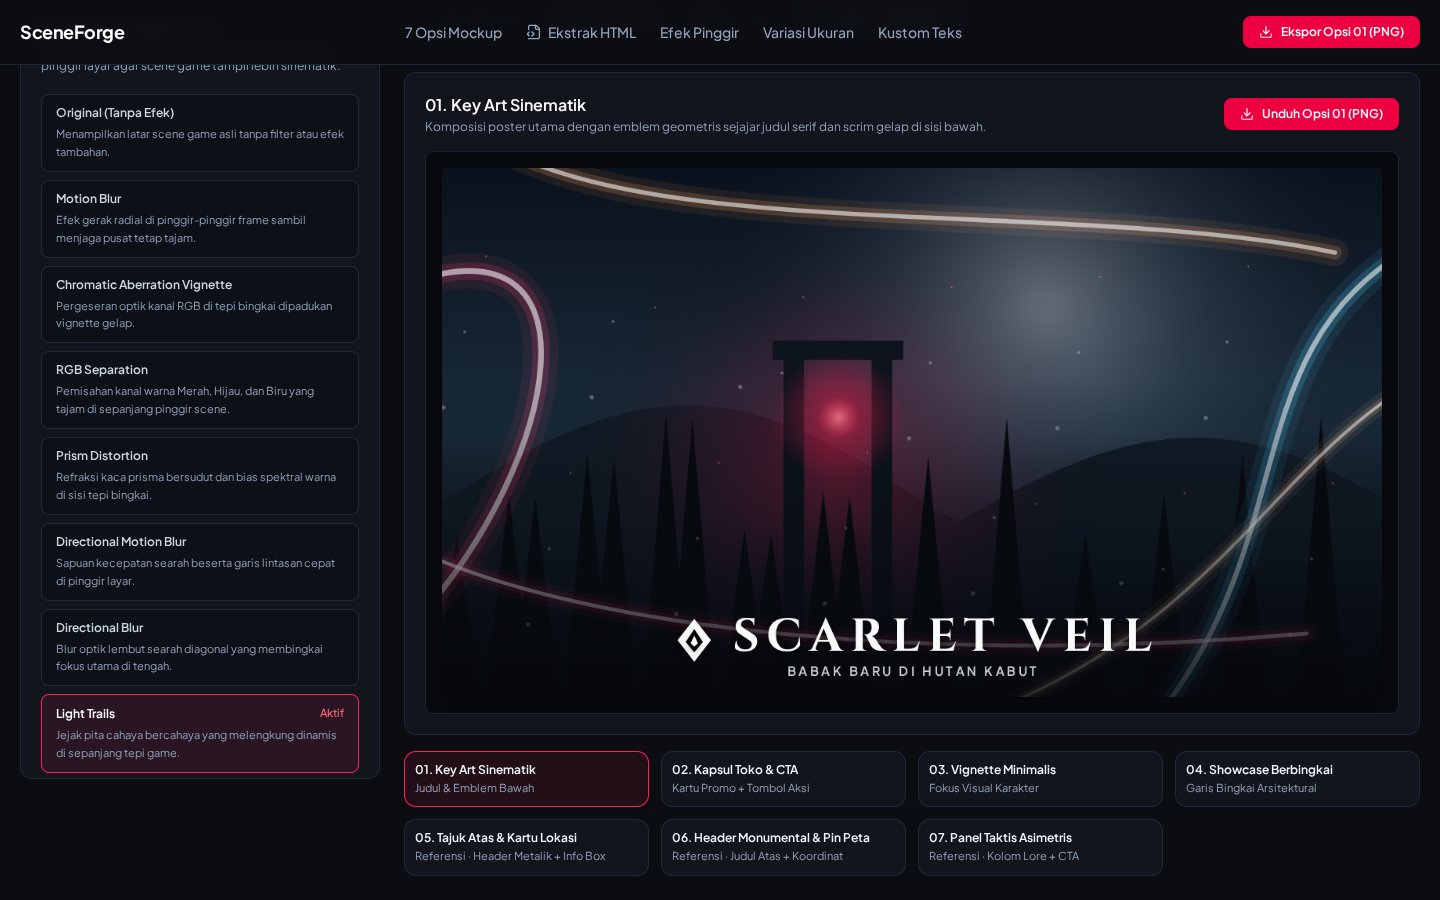 SceneForge
7 Opsi Mockup
Ekstrak HTML
Efek Pinggir
Variasi Ukuran
Kustom Teks
Ekspor Opsi 01 (PNG)
pinggir layar agar scene game tampil lebih sinematik.
Original (Tanpa Efek)
Menampilkan latar scene game asli tanpa filter atau efek
tambahan.
Motion Blur
Efek gerak radial di pinggir-pinggir frame sambil
menjaga pusat tetap tajam.
Chromatic Aberration Vignette
Pergeseran optik kanal RGB di tepi bingkai dipadukan
vignette gelap.
RGB Separation
Pemisahan kanal warna Merah, Hijau, dan Biru yang
tajam di sepanjang pinggir scene.
Prism Distortion
Refraksi kaca prisma bersudut dan bias spektral warna
di sisi tepi bingkai.
Directional Motion Blur
Sapuan kecepatan searah beserta garis lintasan cepat
di pinggir layar.
Directional Blur
Blur optik lembut searah diagonal yang membingkai
fokus utama di tengah.
Light Trails
Aktif
Jejak pita cahaya bercahaya yang melengkung dinamis
di sepanjang tepi game.
01. Key Art Sinematik
Komposisi poster utama dengan emblem geometris sejajar judul serif dan scrim gelap di sisi bawah.
Unduh Opsi 01 (PNG)
SCARLET VEIL
BABAK BARU DI HUTAN KABUT
01. Key Art Sinematik
Judul & Emblem Bawah
02. Kapsul Toko & CTA
Kartu Promo + Tombol Aksi
03. Vignette Minimalis
Fokus Visual Karakter
04. Showcase Berbingkai
Garis Bingkai Arsitektural
05. Tajuk Atas & Kartu Lokasi
Referensi · Header Metalik + Info Box
06. Header Monumental & Pin Peta
Referensi · Judul Atas + Koordinat
07. Panel Taktis Asimetris
Referensi · Kolom Lore + CTA